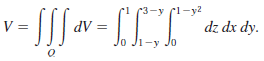 V = ∭_Q dV = ∫_0^1 ∫_{1-y}^{3-y} ∫_0^{1-y²} dz dx dy.